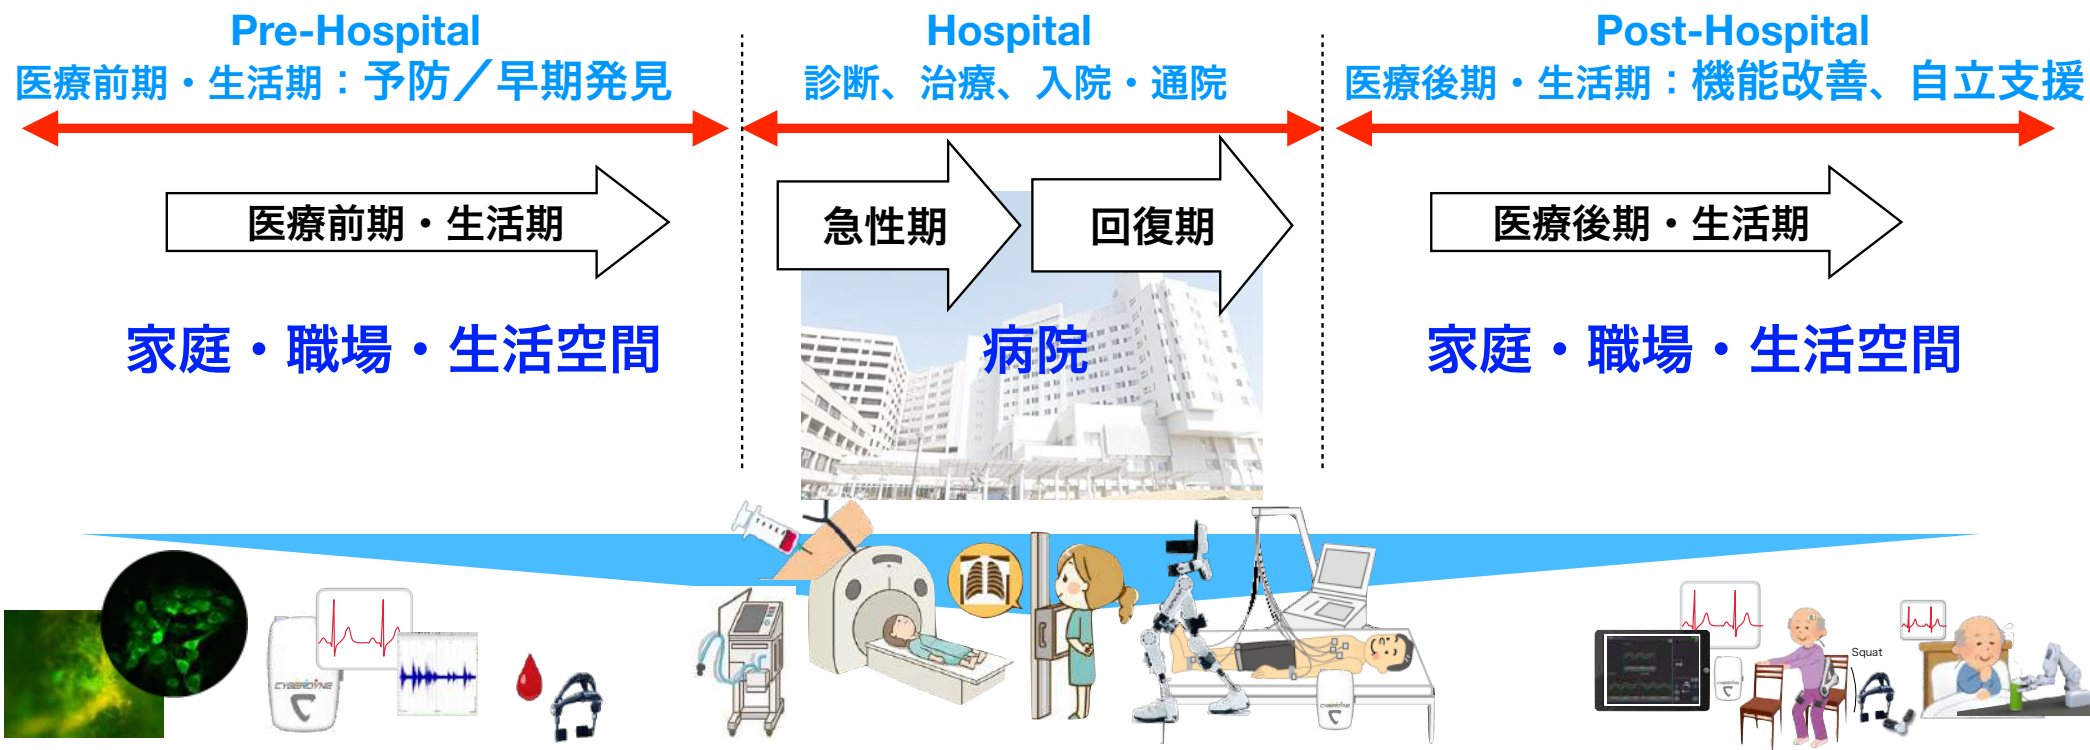 Pre-Hospital
医療前期・生活期：予防／早期発見
Hospital
診断、治療、入院・通院
Post-Hospital
医療後期・生活期：機能改善、自立支援
医療前期・生活期
急性期
回復期
医療後期・生活期
家庭・職場・生活空間
病院
家庭・職場・生活空間
CYBERDYNE
CYBERDYNE
CYBERDYNE
Squat